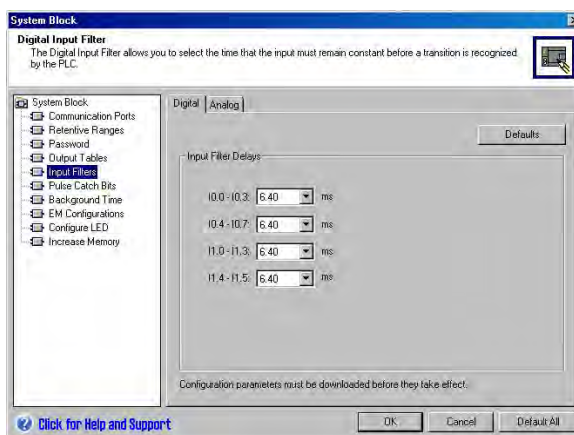 System Block
Digital Input Filter
The Digital Input Filter allows you to select the time that the input must remain constant before a transition is recognized
by the PLC.
System Block
Communication Ports
Retentive Ranges
Password
Output Tables
Input Filters
Pulse Catch Bits
Background Time
EM Configurations
Configure LED
Increase Memory
Digital
Analog
Defaults
Input Filter Delays
I0.0 - I0.3: 6.40 ms
I0.4 - I0.7: 6.40 ms
I1.0 - I1.3: 6.40 ms
I1.4 - I1.5: 6.40 ms
Configuration parameters must be downloaded before they take effect.
Click for Help and Support
OK
Cancel
Default All